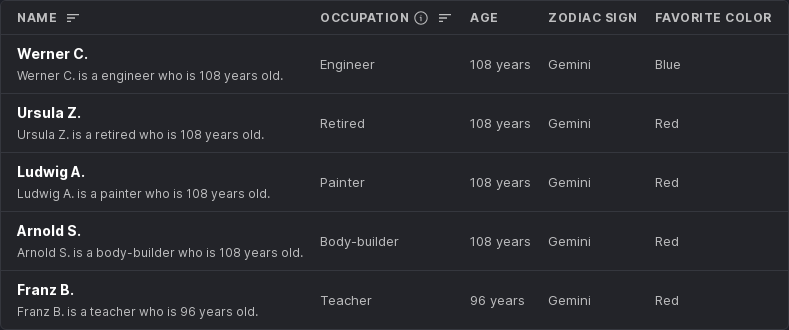 NAME OCCUPATION AGE ZODIAC SIGN FAVORITE COLOR
Werner C.
Werner C. is a engineer who is 108 years old.
Engineer 108 years Gemini Blue
Ursula Z.
Ursula Z. is a retired who is 108 years old.
Retired 108 years Gemini Red
Ludwig A.
Ludwig A. is a painter who is 108 years old.
Painter 108 years Gemini Red
Arnold S.
Arnold S. is a body-builder who is 108 years old.
Body-builder 108 years Gemini Red
Franz B.
Franz B. is a teacher who is 96 years old.
Teacher 96 years Gemini Red